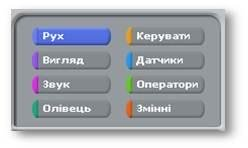 Рух Керувати
Вигляд Датчики
Звук Оператори
Олівець Змінні